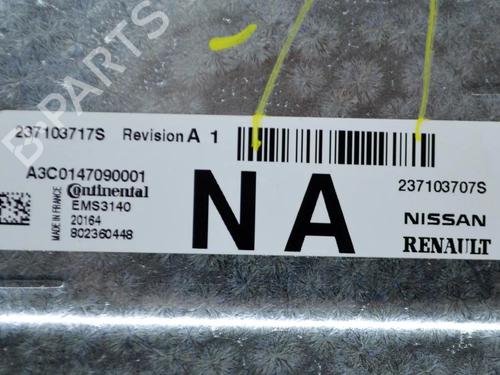 B PARTS
237103717S Revision A 1
A3C0147090001
Continental
237103707S
MADE IN FRANCE
EMS3140
20164
802360448
NA
NISSAN
RENAULT